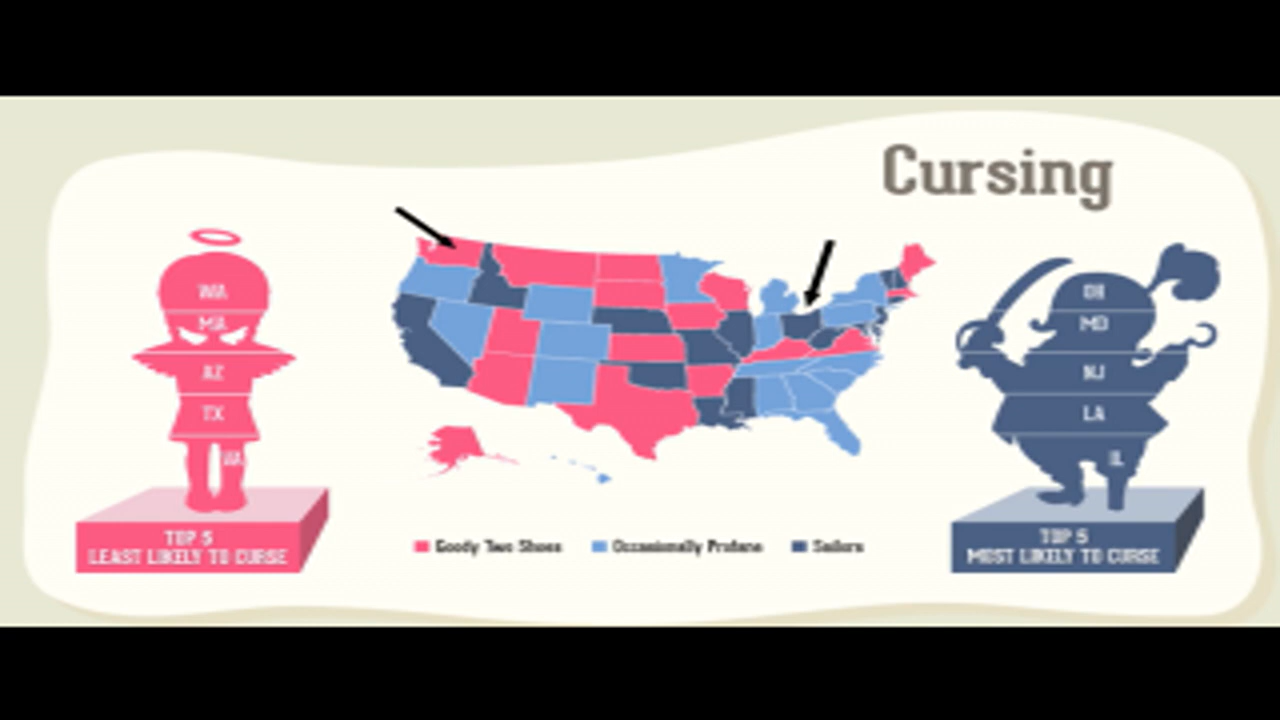 Cursing
WA
MA
AZ
TX
VA
TOP 5
LEAST LIKELY TO CURSE
Goody Two Shoes
Occasionally Profane
Sailors
OH
MD
NJ
LA
IL
TOP 5
MOST LIKELY TO CURSE